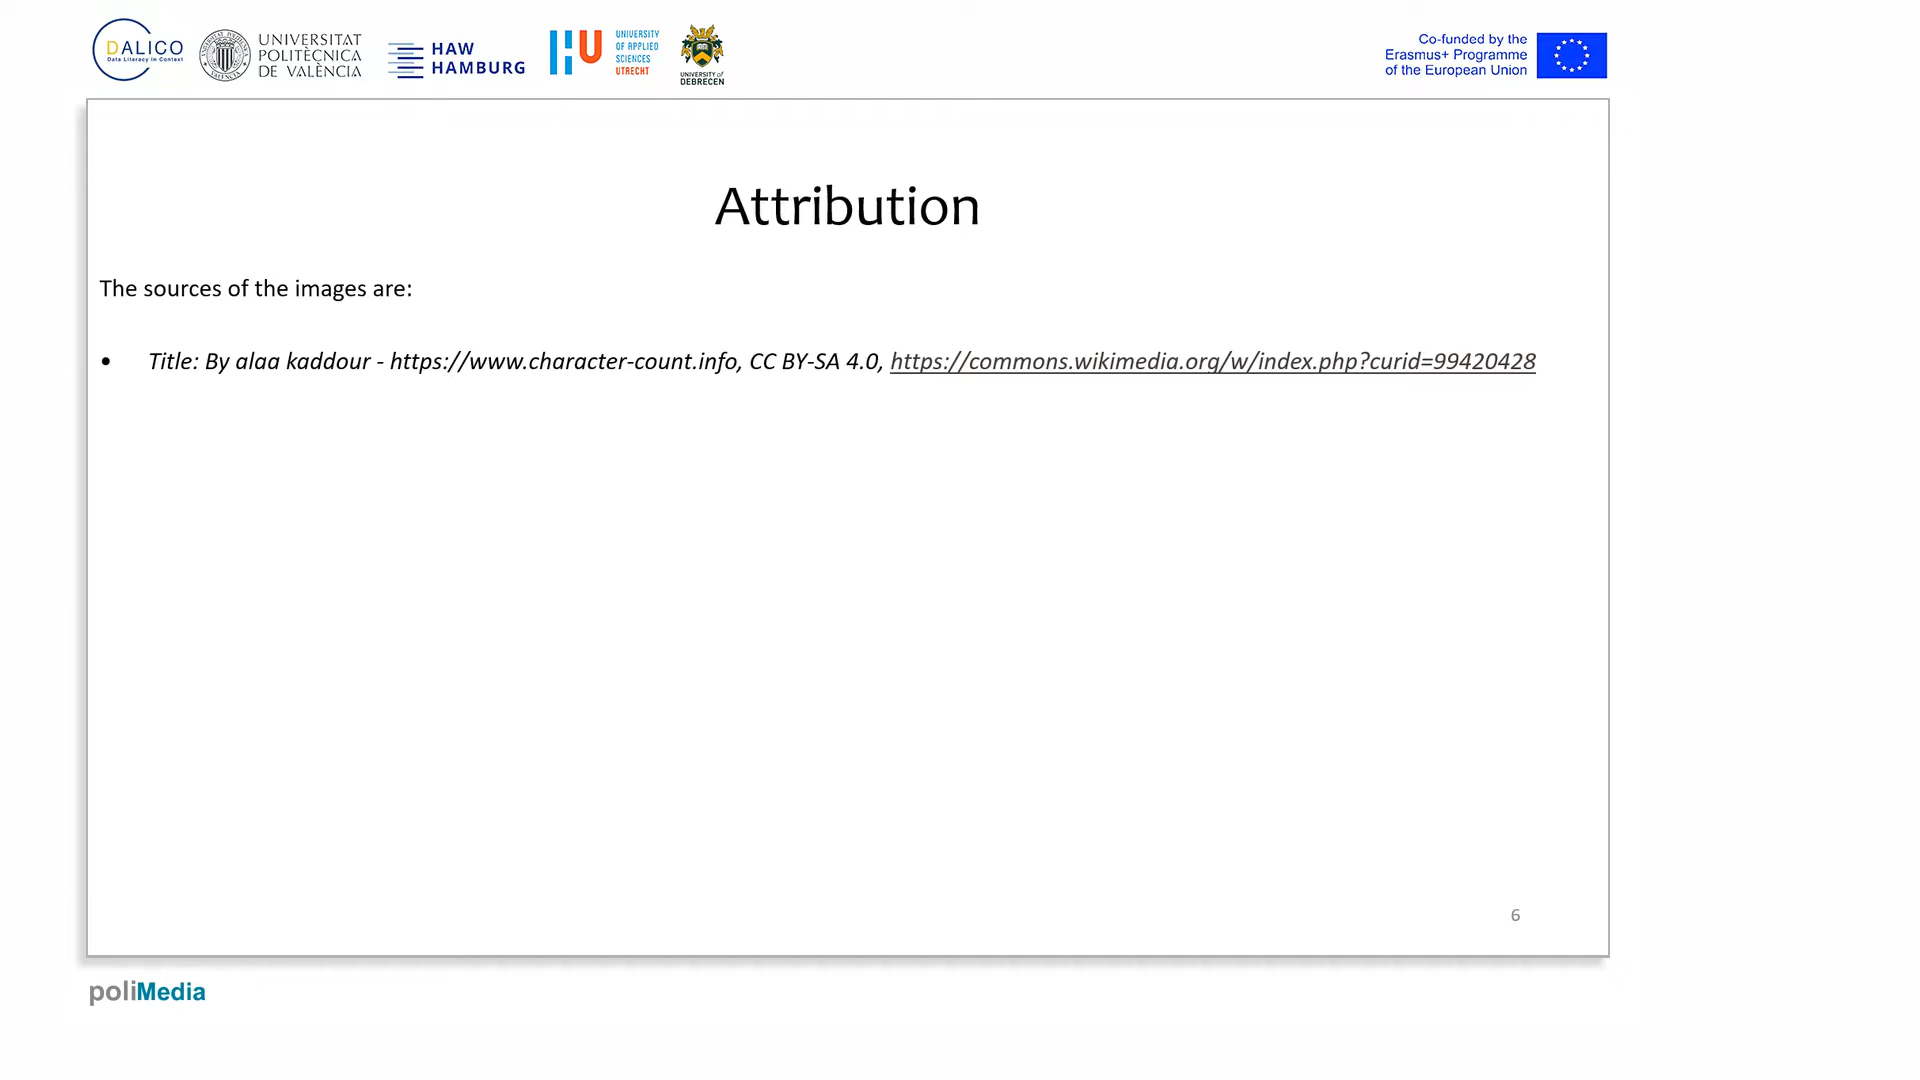 DALICO
Data Literacy in Context
UNIVERSITAT
POLITÈCNICA
DE VALÈNCIA
HAW
HAMBURG
UNIVERSITY
OF APPLIED
SCIENCES
UTRECHT
UNIVERSITY of
DEBRECEN
Co-funded by the
Erasmus+ Programme
of the European Union
Attribution
The sources of the images are:
• Title: By alaa kaddour - https://www.character-count.info, CC BY-SA 4.0, https://commons.wikimedia.org/w/index.php?curid=99420428
6
poliMedia